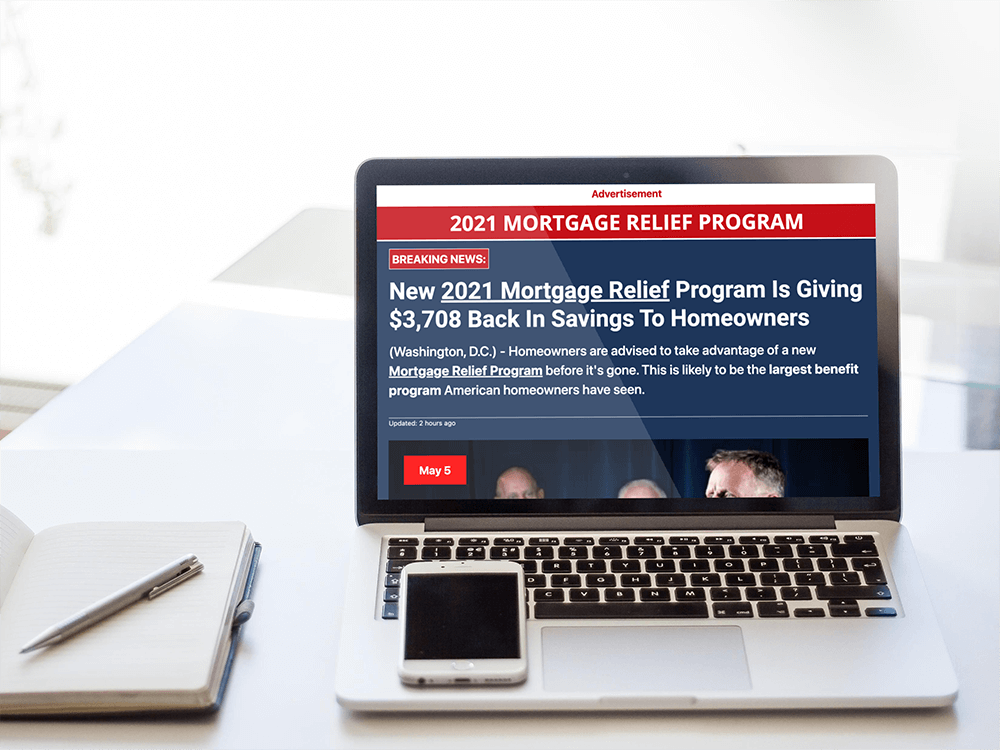 Advertisement
2021 MORTGAGE RELIEF PROGRAM
BREAKING NEWS:
New 2021 Mortgage Relief Program Is Giving
$3,708 Back In Savings To Homeowners
(Washington, D.C.) - Homeowners are advised to take advantage of a new
Mortgage Relief Program before it's gone. This is likely to be the largest benefit
program American homeowners have seen.
Updated: 2 hours ago
May 5